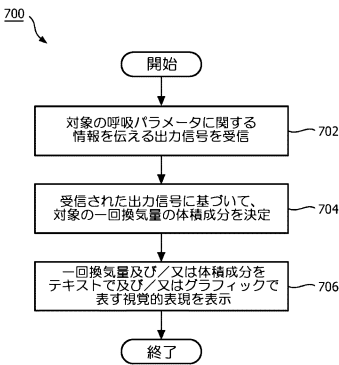 700
開始
対象の呼吸パラメータに関する
情報を伝える出力信号を受信
702
受信された出力信号に基づいて、
対象の一回換気量の体積成分を決定
704
一回換気量及び／又は体積成分を
テキストで及び／又はグラフィックで
表す視覚的表現を表示
706
終了